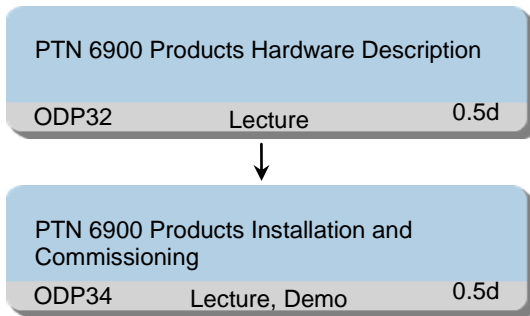 PTN 6900 Products Hardware Description
ODP32 Lecture 0.5d
PTN 6900 Products Installation and
Commissioning
ODP34 Lecture, Demo 0.5d